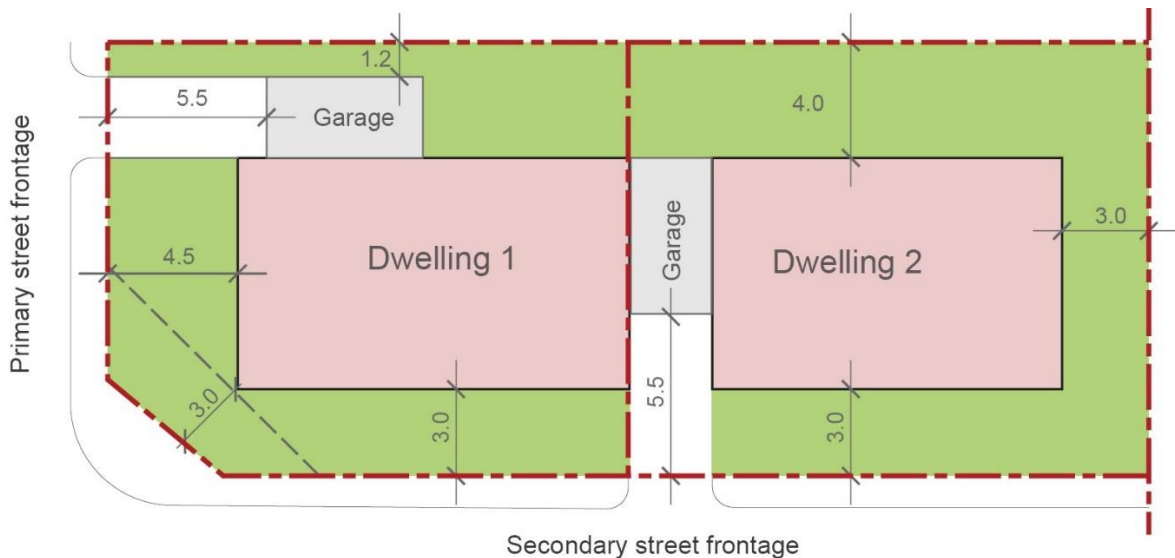 1.2
5.5
Garage
4.0
Primary street frontage
3.0
4.5
Dwelling 1
Garage
Dwelling 2
3.0
3.0
5.5
3.0
Secondary street frontage